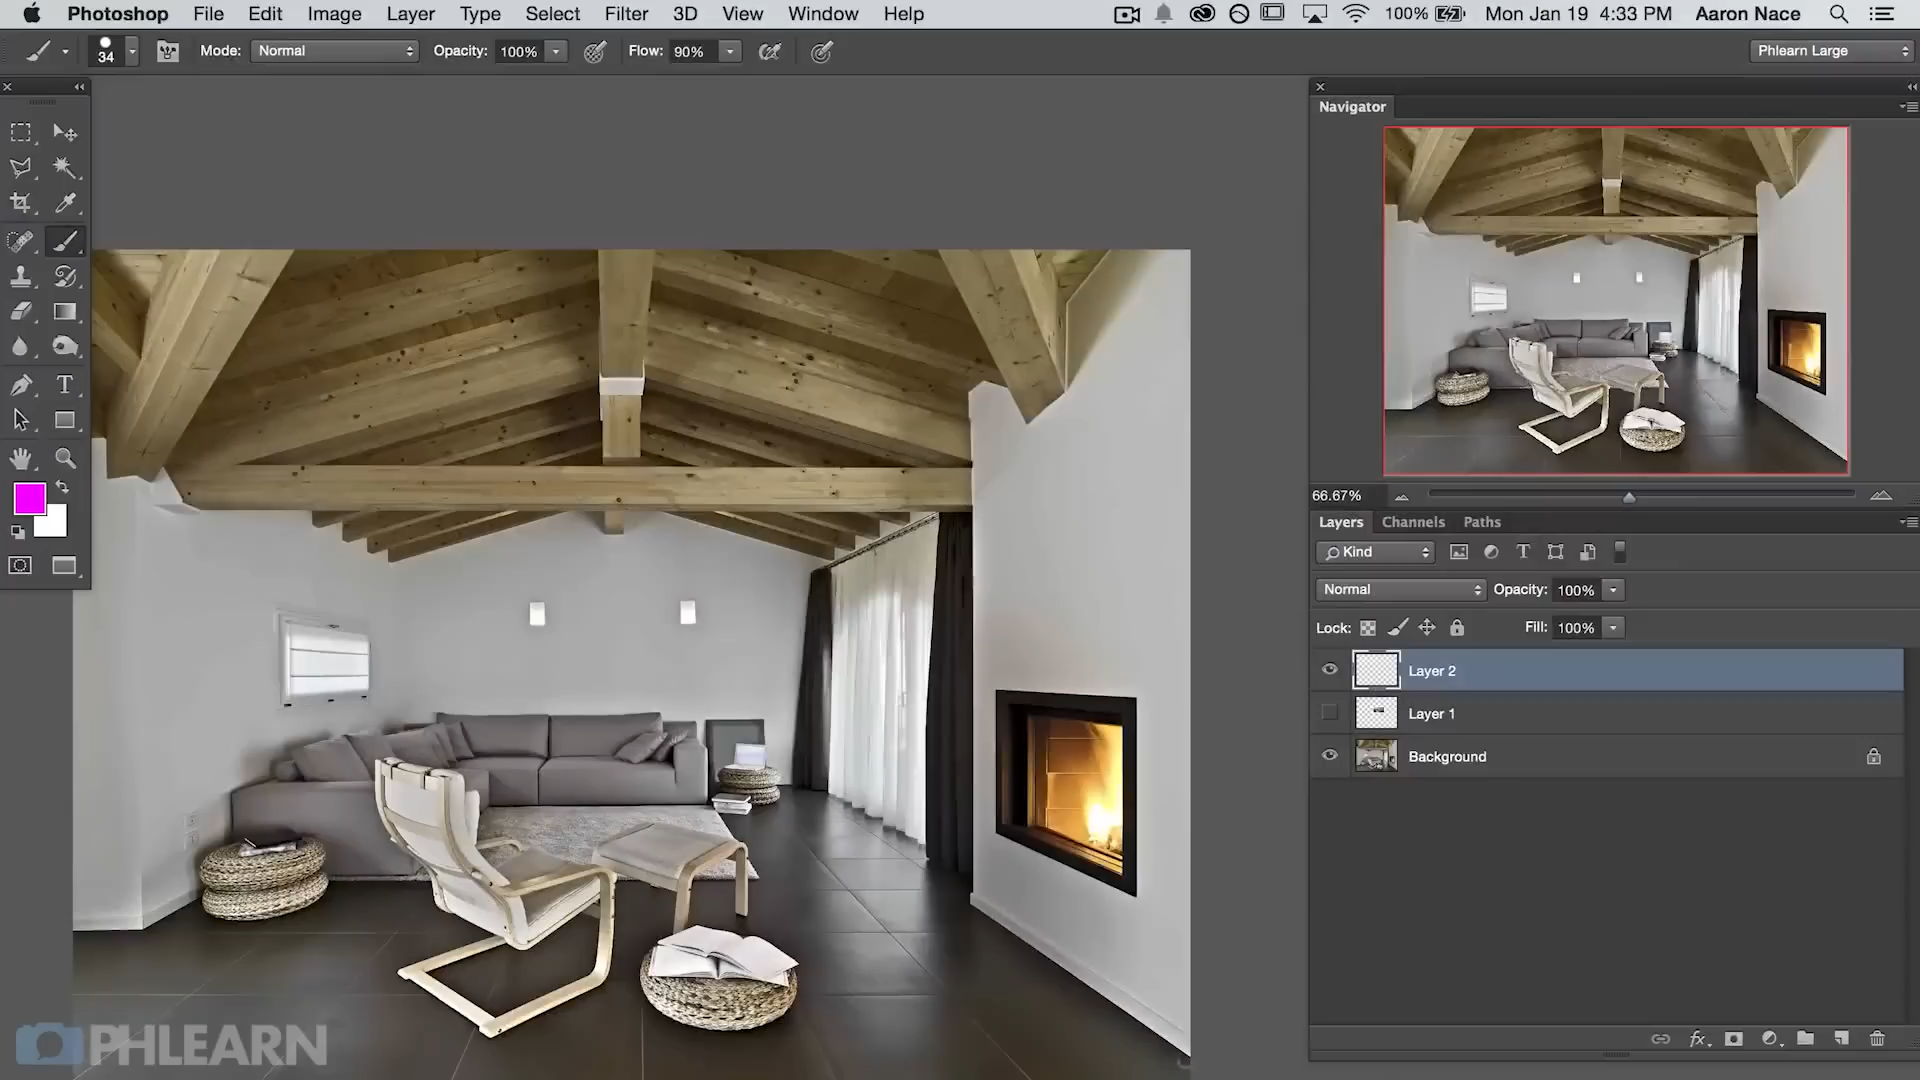 Photoshop File Edit Image Layer Type Select Filter 3D View Window Help 100% Mon Jan 19 4:33 PM Aaron Nace
34 Mode: Normal Opacity: 100% Flow: 90% Phlearn Large
Navigator
66.67%
Layers Channels Paths
Kind
Normal Opacity: 100%
Lock: Fill: 100%
Layer 2
Layer 1
Background
PHLEARN